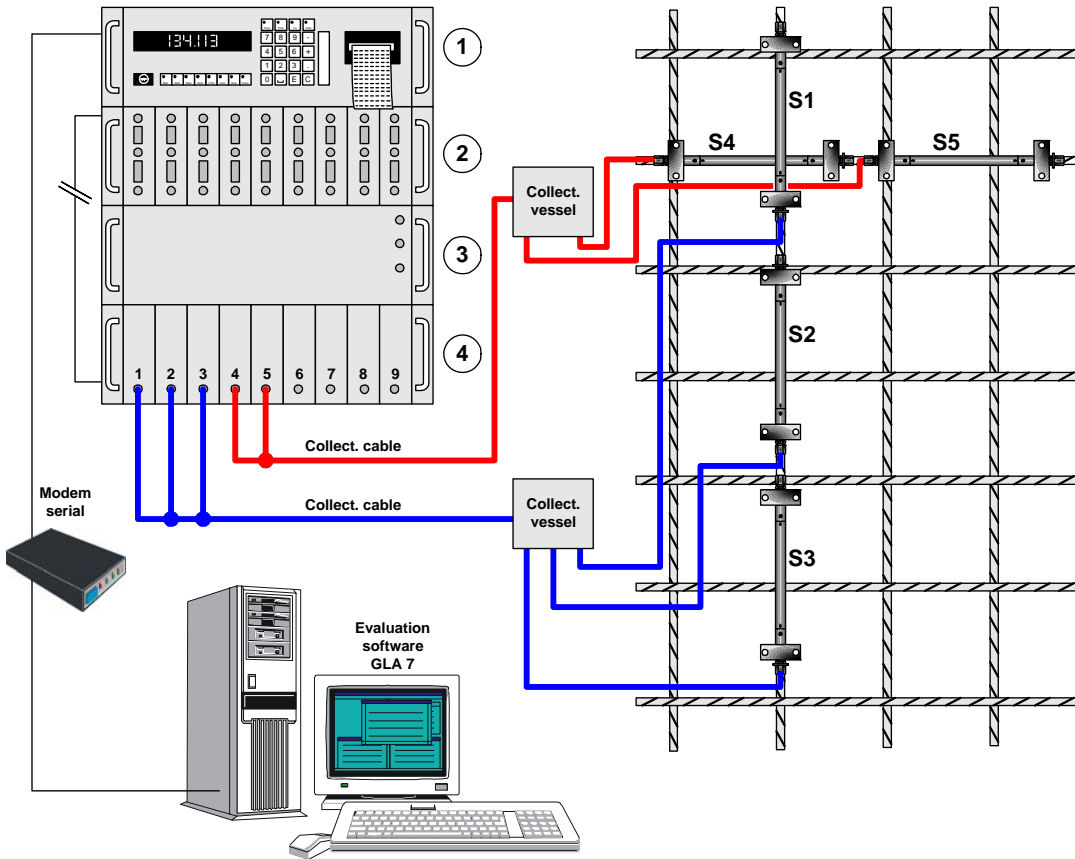 134.113
7 8 9 -
4 5 6 +
1 2 3 .
0 E C
1
2
3
4
1 2 3 4 5 6 7 8 9
Collect. cable
Collect. cable
Collect.
vessel
Collect.
vessel
S1
S4
S5
S2
S3
Modem
serial
Evaluation
software
GLA 7